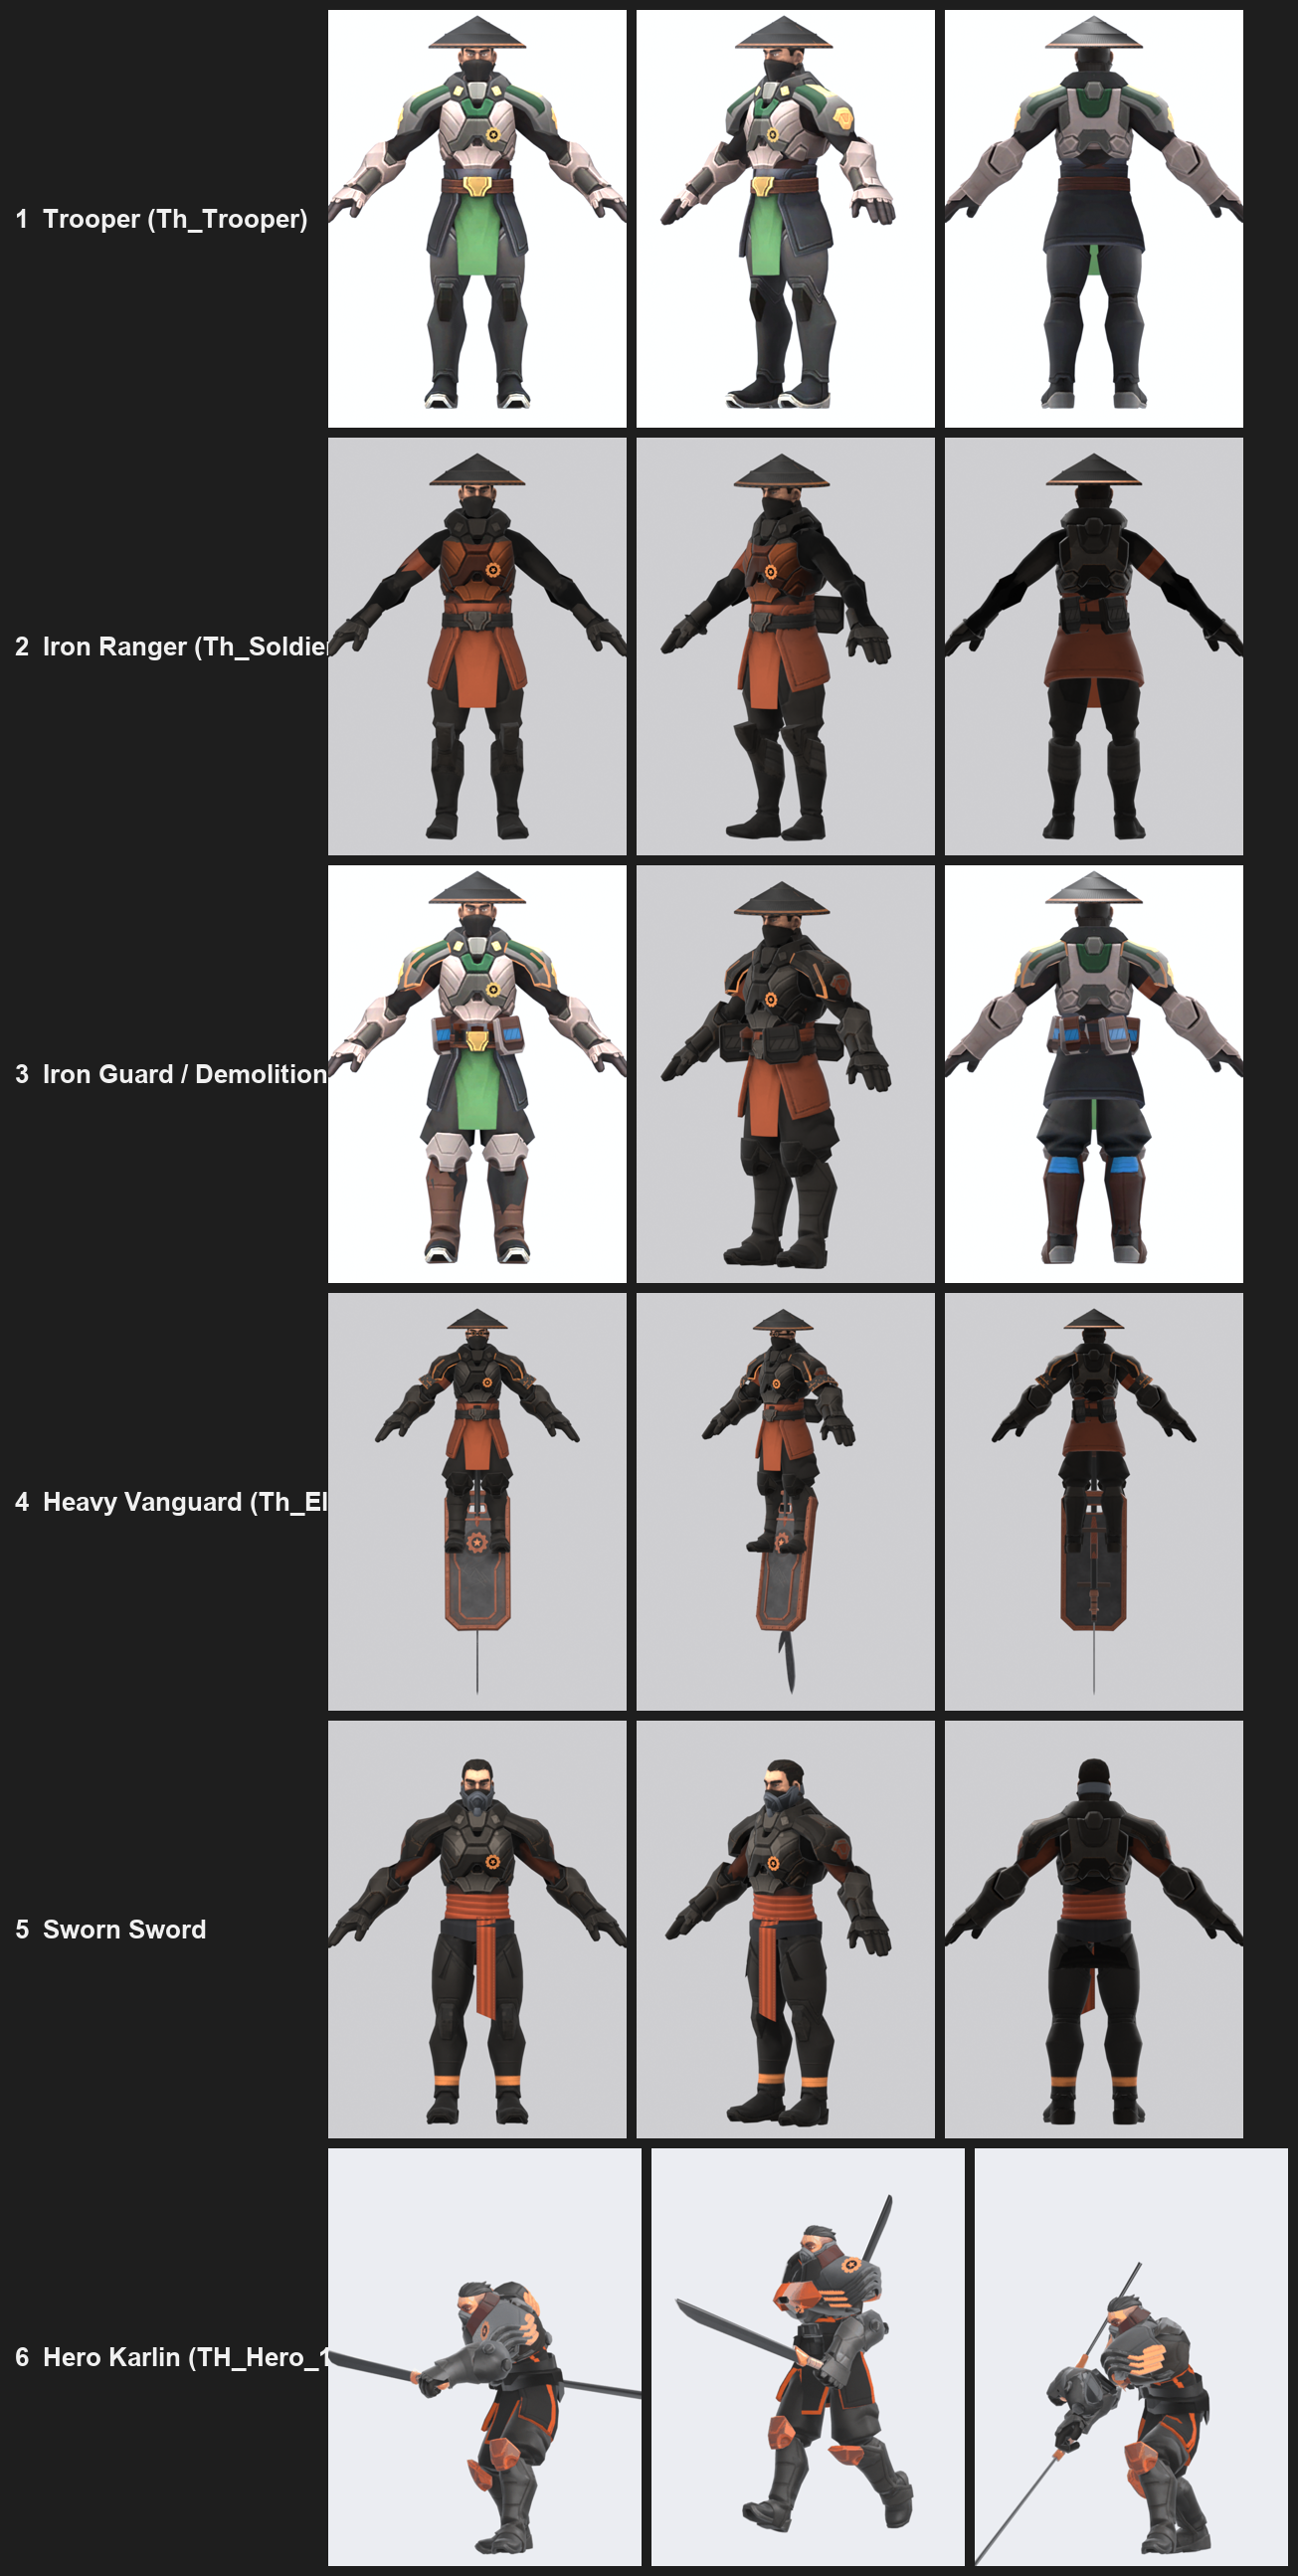 1 Trooper (Th_Trooper)
2 Iron Ranger (Th_Soldier
3 Iron Guard / Demolition
4 Heavy Vanguard (Th_El
5 Sworn Sword
6 Hero Karlin (TH_Hero_1